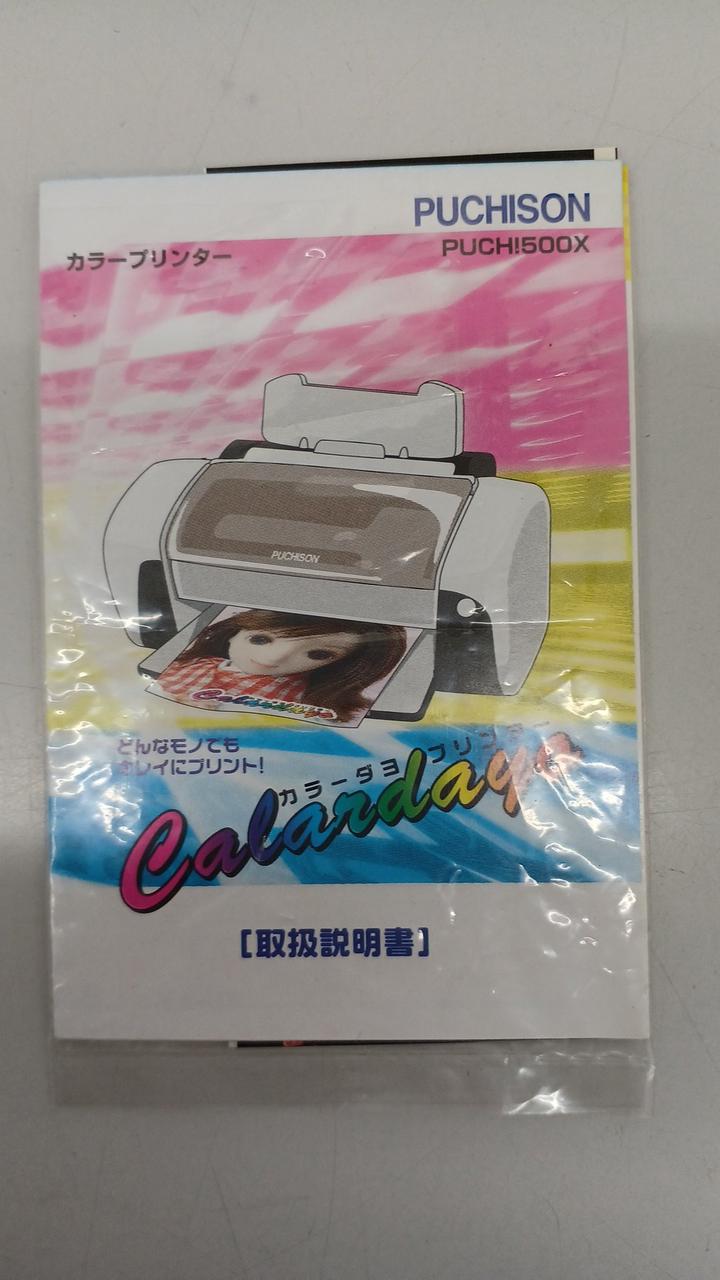 PUCHISON
カラープリンター
PUCH!500X
PUCHISON
Calardayo
どんなモノでも
キレイにプリント!
カラーダヨ プリンター
Calardayo
[取扱説明書]